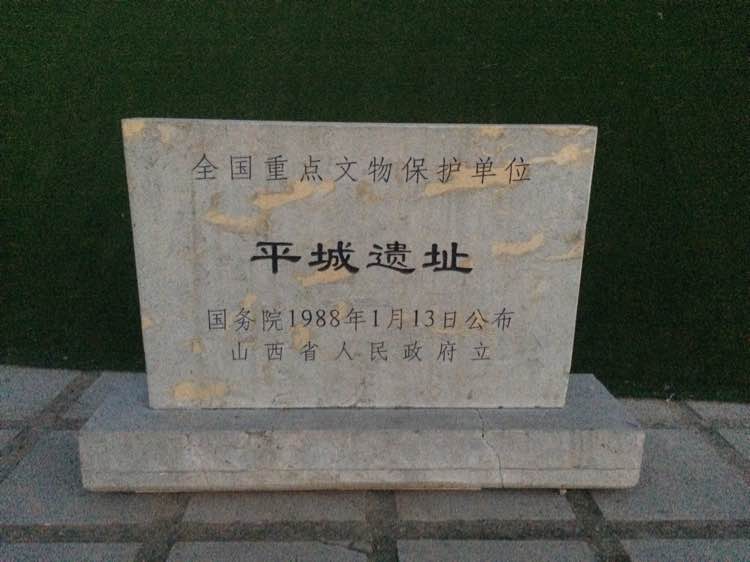 全国重点文物保护单位
平城遗址
国务院1988年1月13日公布
山西省人民政府立